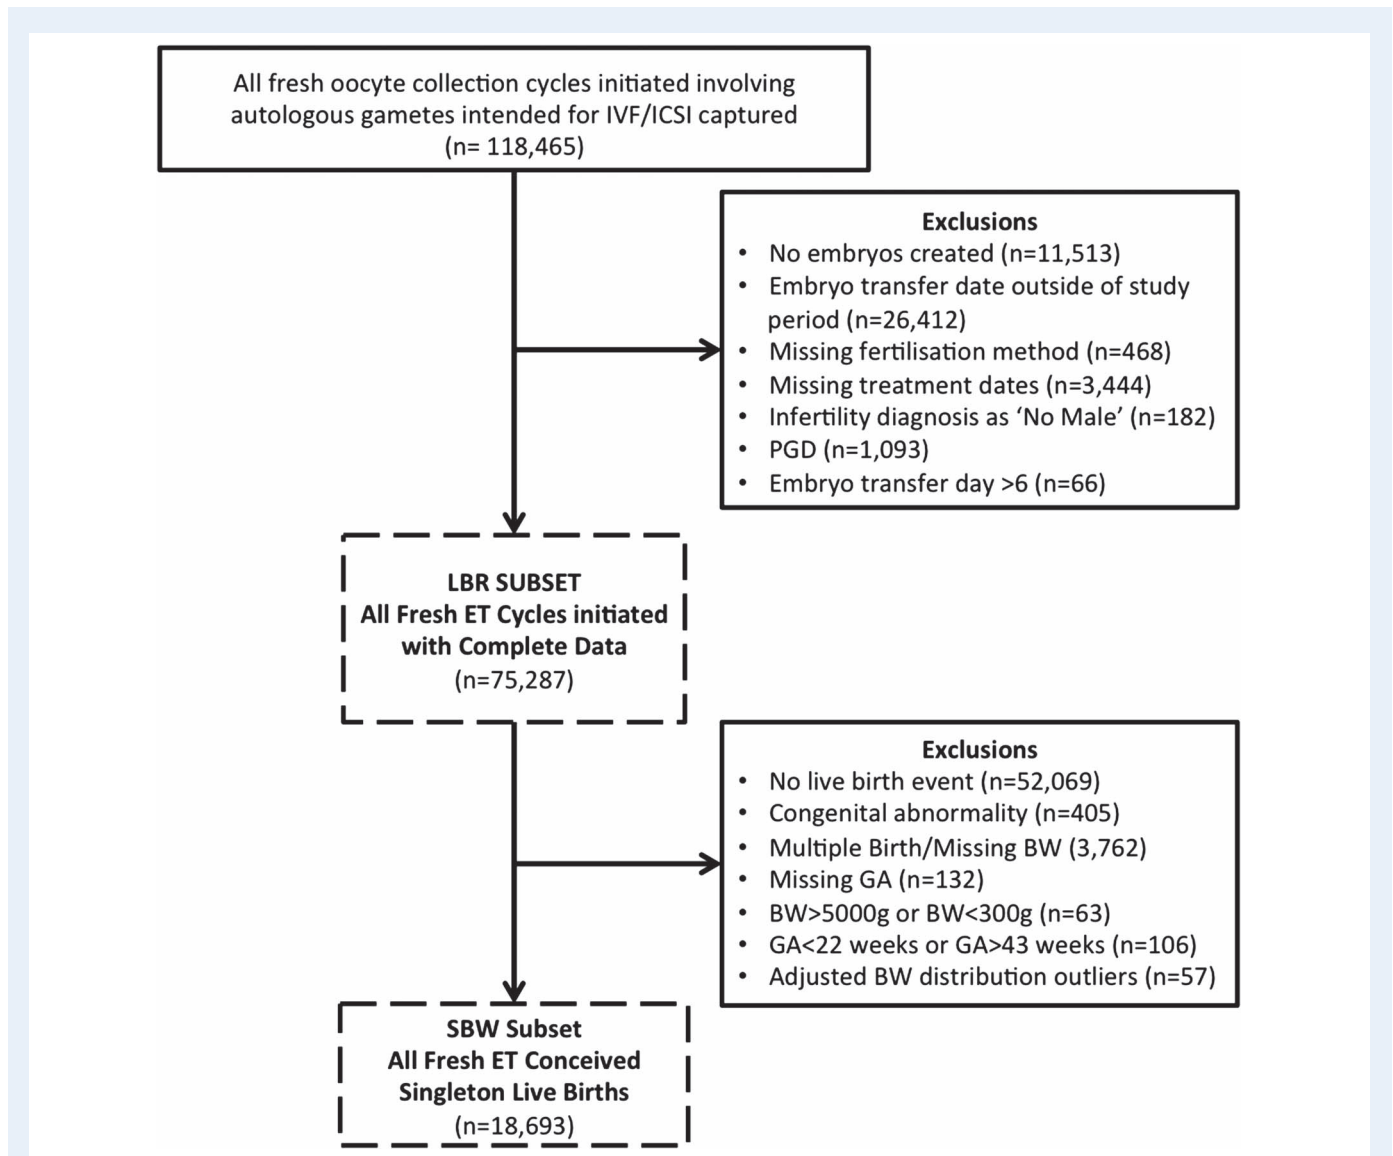 All fresh oocyte collection cycles initiated involving
autologous gametes intended for IVF/ICSI captured
(n= 118,465)
Exclusions
• No embryos created (n=11,513)
• Embryo transfer date outside of study
period (n=26,412)
• Missing fertilisation method (n=468)
• Missing treatment dates (n=3,444)
• Infertility diagnosis as ‘No Male’ (n=182)
• PGD (n=1,093)
• Embryo transfer day >6 (n=66)
LBR SUBSET
All Fresh ET Cycles initiated
with Complete Data
(n=75,287)
Exclusions
• No live birth event (n=52,069)
• Congenital abnormality (n=405)
• Multiple Birth/Missing BW (3,762)
• Missing GA (n=132)
• BW>5000g or BW<300g (n=63)
• GA<22 weeks or GA>43 weeks (n=106)
• Adjusted BW distribution outliers (n=57)
SBW Subset
All Fresh ET Conceived
Singleton Live Births
(n=18,693)